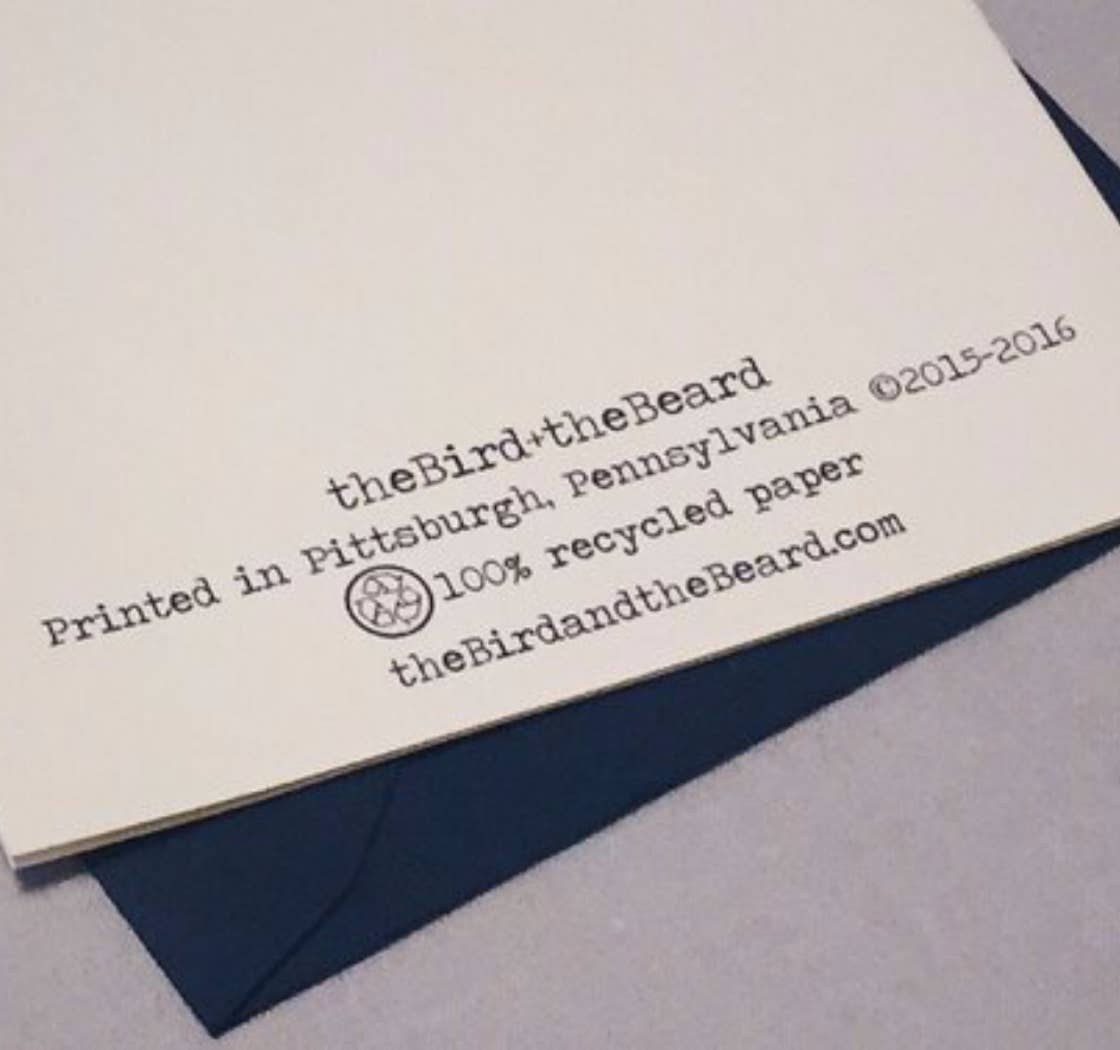 theBird+theBeard
Printed in Pittsburgh, Pennsylvania ©2015-2016
100% recycled paper
theBirdandtheBeard.com